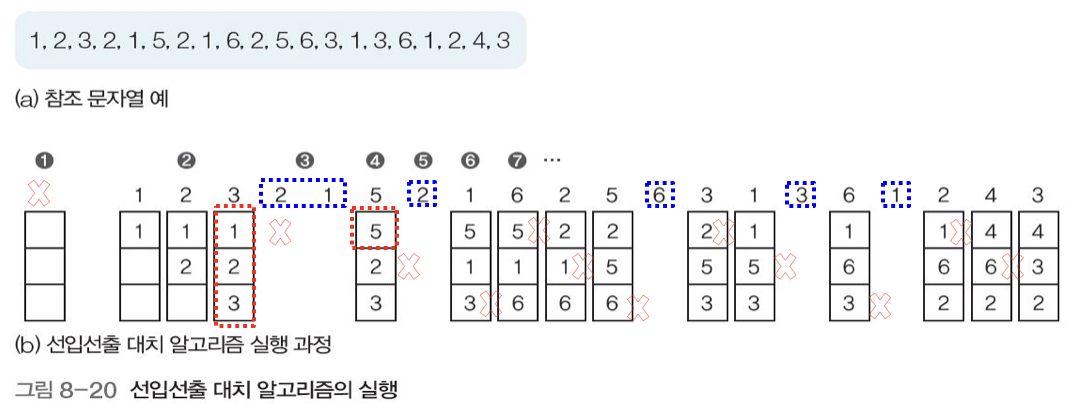 1, 2, 3, 2, 1, 5, 2, 1, 6, 2, 5, 6, 3, 1, 3, 6, 1, 2, 4, 3
(a) 참조 문자열 예
❶ ❷ ❸ ❹ ❺ ❻ ❼ ...
1 2 3 2 1 5 2 1 6 2 5 6 3 1 3 6 1 2 4 3
1 1 1 5 5 5 2 2 2 1 1 1 4 4
2 2 2 1 1 1 5 5 5 6 6 6 3
3 3 3 6 6 6 3 3 3 2 2 2
(b) 선입선출 대치 알고리즘 실행 과정
그림 8-20 선입선출 대치 알고리즘의 실행